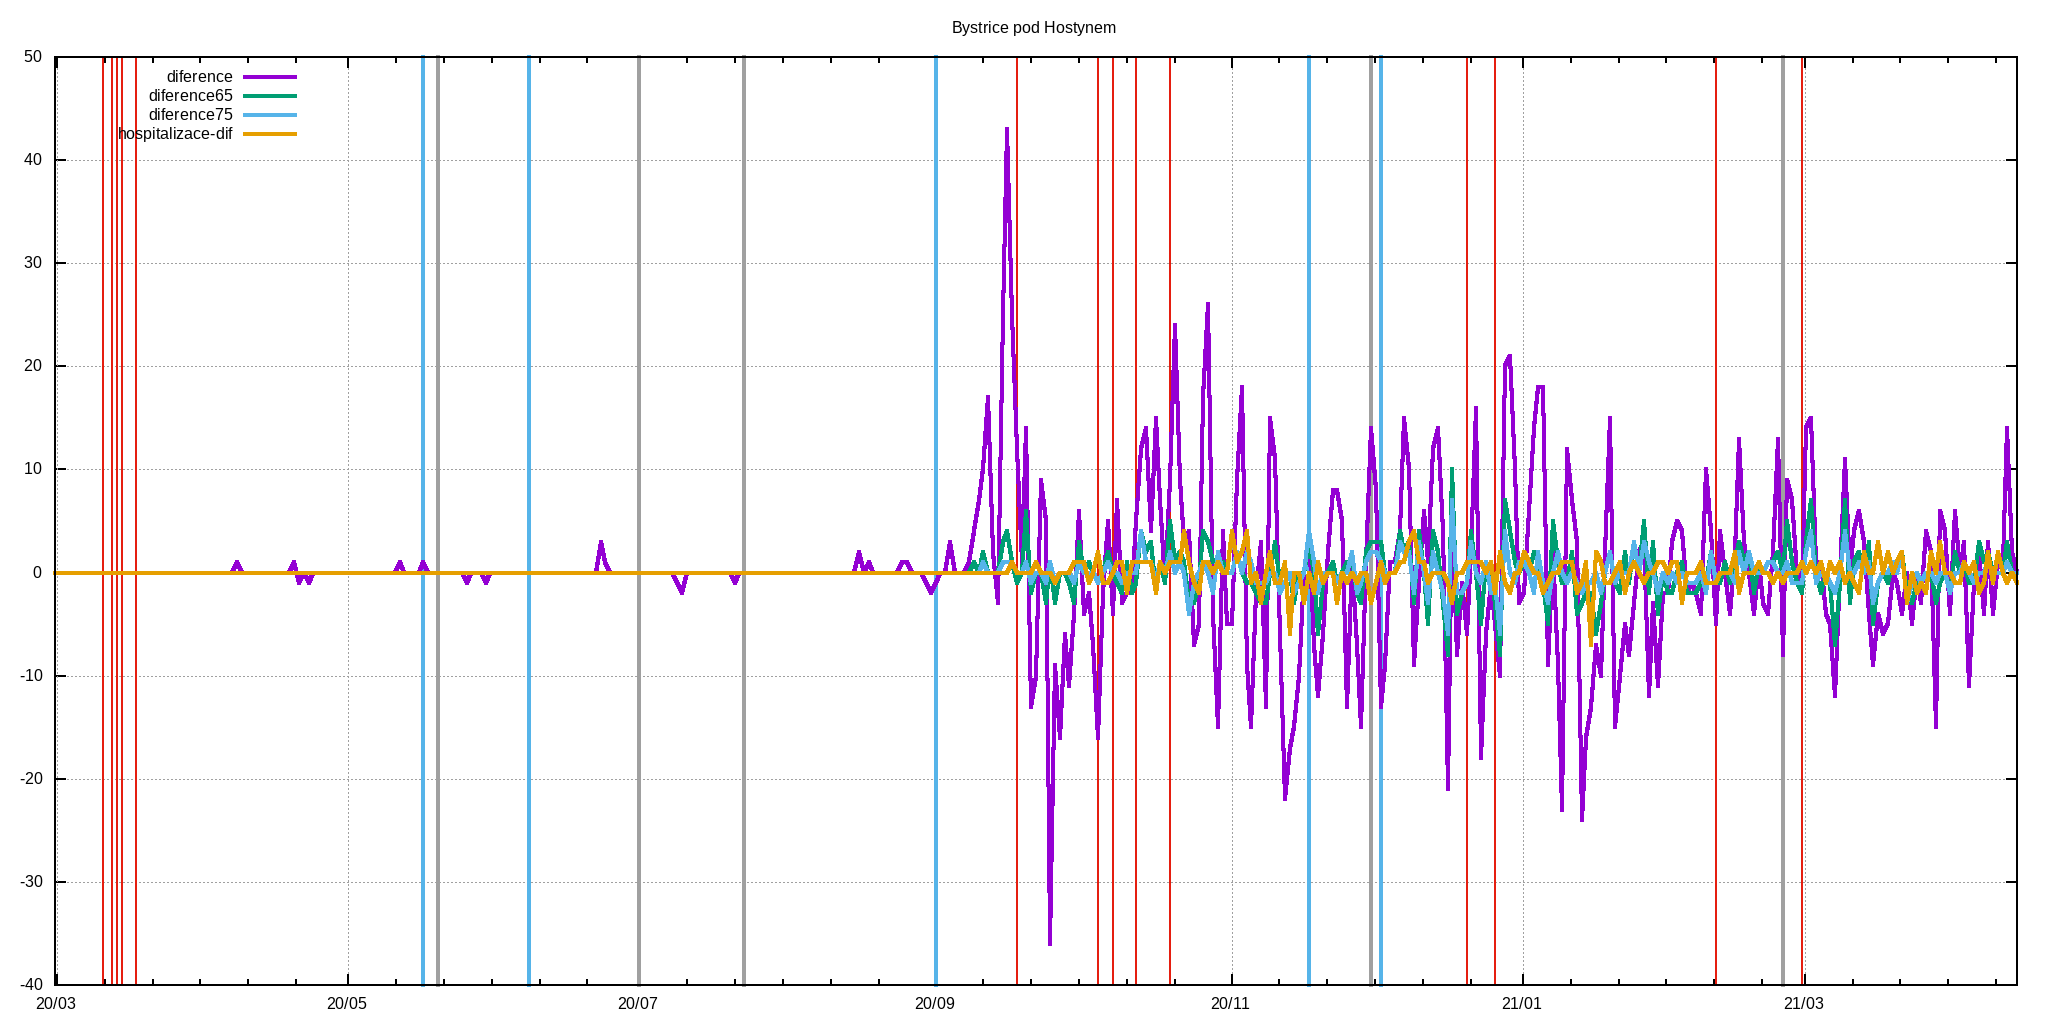 Bystrice pod Hostynem
50
40
30
20
10
0
-10
-20
-30
-40
diference
diference65
diference75
hospitalizace-dif
20/03 20/05 20/07 20/09 20/11 21/01 21/03